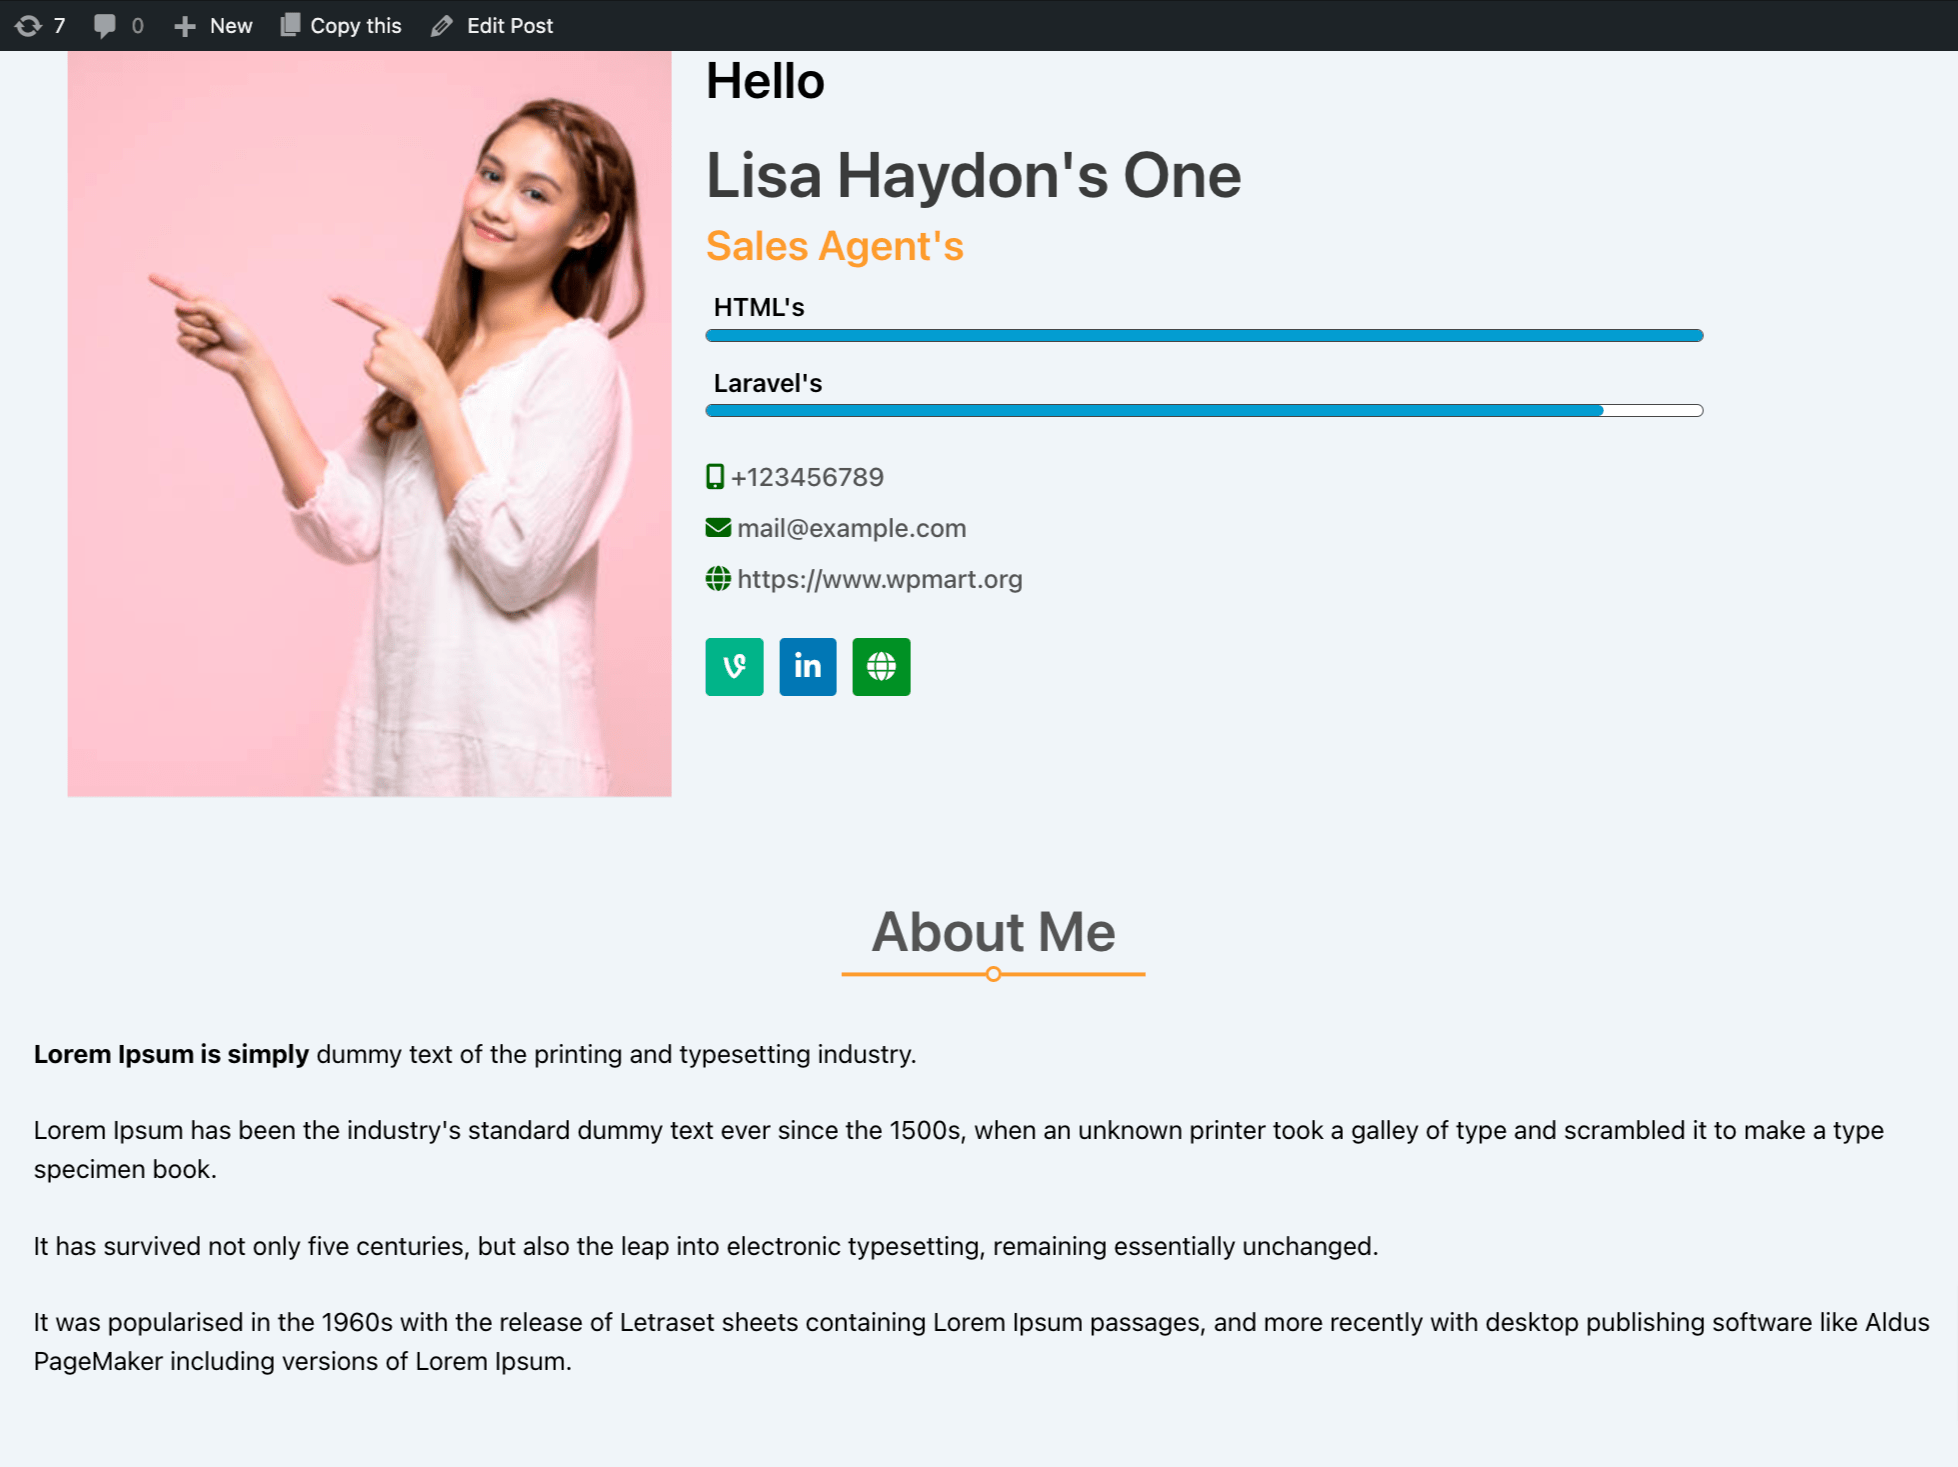 7 0 New Copy this Edit Post
Hello
Lisa Haydon's One
Sales Agent's
HTML's
Laravel's
+123456789
mail@example.com
https://www.wpmart.org
in
About Me
Lorem Ipsum is simply dummy text of the printing and typesetting industry.
Lorem Ipsum has been the industry's standard dummy text ever since the 1500s, when an unknown printer took a galley of type and scrambled it to make a type
specimen book.
It has survived not only five centuries, but also the leap into electronic typesetting, remaining essentially unchanged.
It was popularised in the 1960s with the release of Letraset sheets containing Lorem Ipsum passages, and more recently with desktop publishing software like Aldus
PageMaker including versions of Lorem Ipsum.